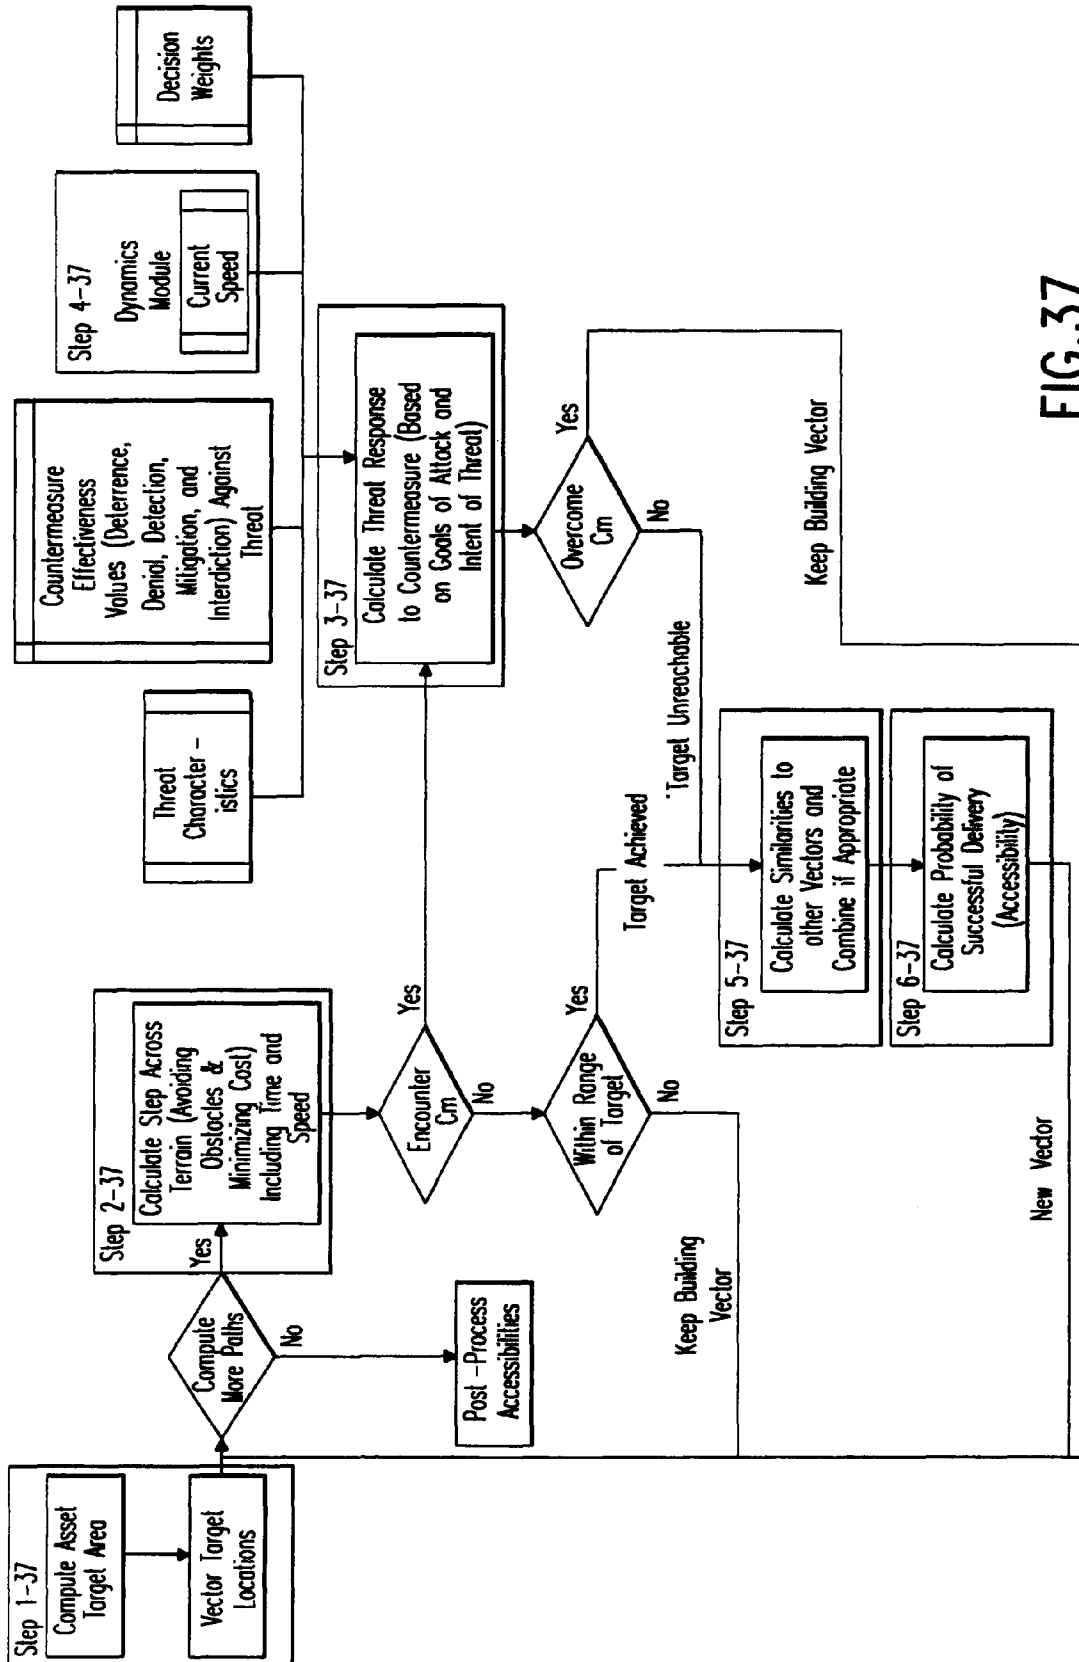 Step 1-37
Compute Asset
Target Area
Vector Target
Locations
Compute
More Paths
Yes
No
Post-Process
Accessibilities
Step 2-37
Calculate Step Across
Terrain (Avoiding
Obstacles &
Minimizing Cost)
Including Time and
Speed
Encounter
Cm
Yes
No
Within Range
of Target
Yes
No
Keep Building
Vector
Target Achieved
Threat
Character-
istics
Countermeasure
Effectiveness
Values (Deterrence,
Denial, Detection,
Mitigation, and
Interdiction) Against
Threat
Step 4-37
Dynamics
Module
Current
Speed
Decision
Weights
Step 3-37
Calculate Threat Response
to Countermeasure (Based
on Goals of Attack and
Intent of Threat)
Overcome
Cm
Yes
No
Target Unreachable
Keep Building Vector
Step 5-37
Calculate Similarities to
other Vectors and
Combine if Appropriate
Step 6-37
Calculate Probability of
Successful Delivery
(Accessibility)
New Vector
FIG.37